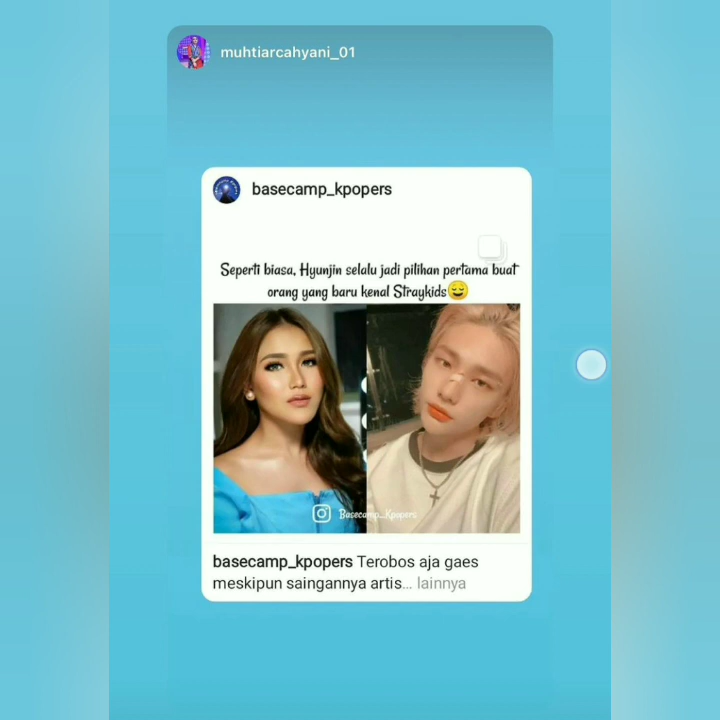 muhtiarcahyani_01
basecamp_kpopers
Seperti biasa, Hyunjin selalu jadi pilihan pertama buat
orang yang baru kenal Straykids😌
Basecamp_Kpopers
basecamp_kpopers Terobos aja gaes
meskipun saingannya artis... lainnya